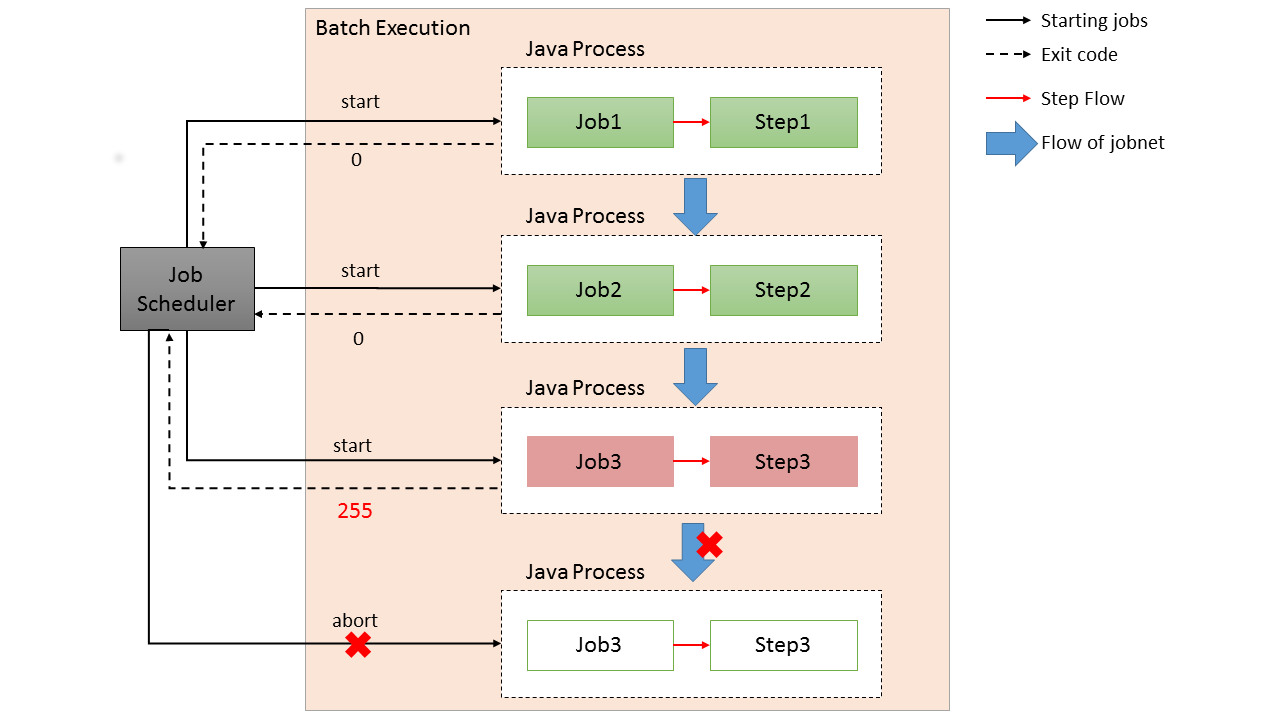 Batch Execution
Starting jobs
Exit code
Step Flow
Flow of jobnet
Java Process
start
Job1
Step1
0
Java Process
start
Job2
Step2
Job
Scheduler
0
Java Process
start
Job3
Step3
255
Java Process
abort
Job3
Step3